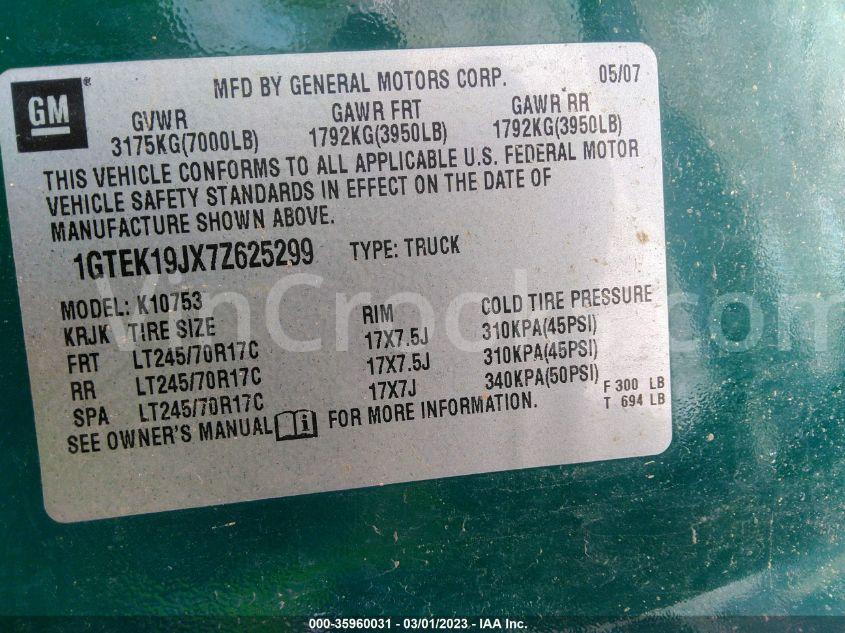 GM
MFD BY GENERAL MOTORS CORP. 05/07
GVWR GAWR FRT GAWR RR
3175KG(7000LB) 1792KG(3950LB) 1792KG(3950LB)
THIS VEHICLE CONFORMS TO ALL APPLICABLE U.S. FEDERAL MOTOR
VEHICLE SAFETY STANDARDS IN EFFECT ON THE DATE OF
MANUFACTURE SHOWN ABOVE.
1GTEK19JX7Z625299 TYPE: TRUCK
MODEL: K10753
KRJK TIRE SIZE RIM COLD TIRE PRESSURE
FRT LT245/70R17C 17X7.5J 310KPA(45PSI)
RR LT245/70R17C 17X7.5J 310KPA(45PSI)
SPA LT245/70R17C 17X7J 340KPA(50PSI)
F 300 LB
T 694 LB
SEE OWNER'S MANUAL FOR MORE INFORMATION.
000-35960031 - 03/01/2023 - IAA Inc.